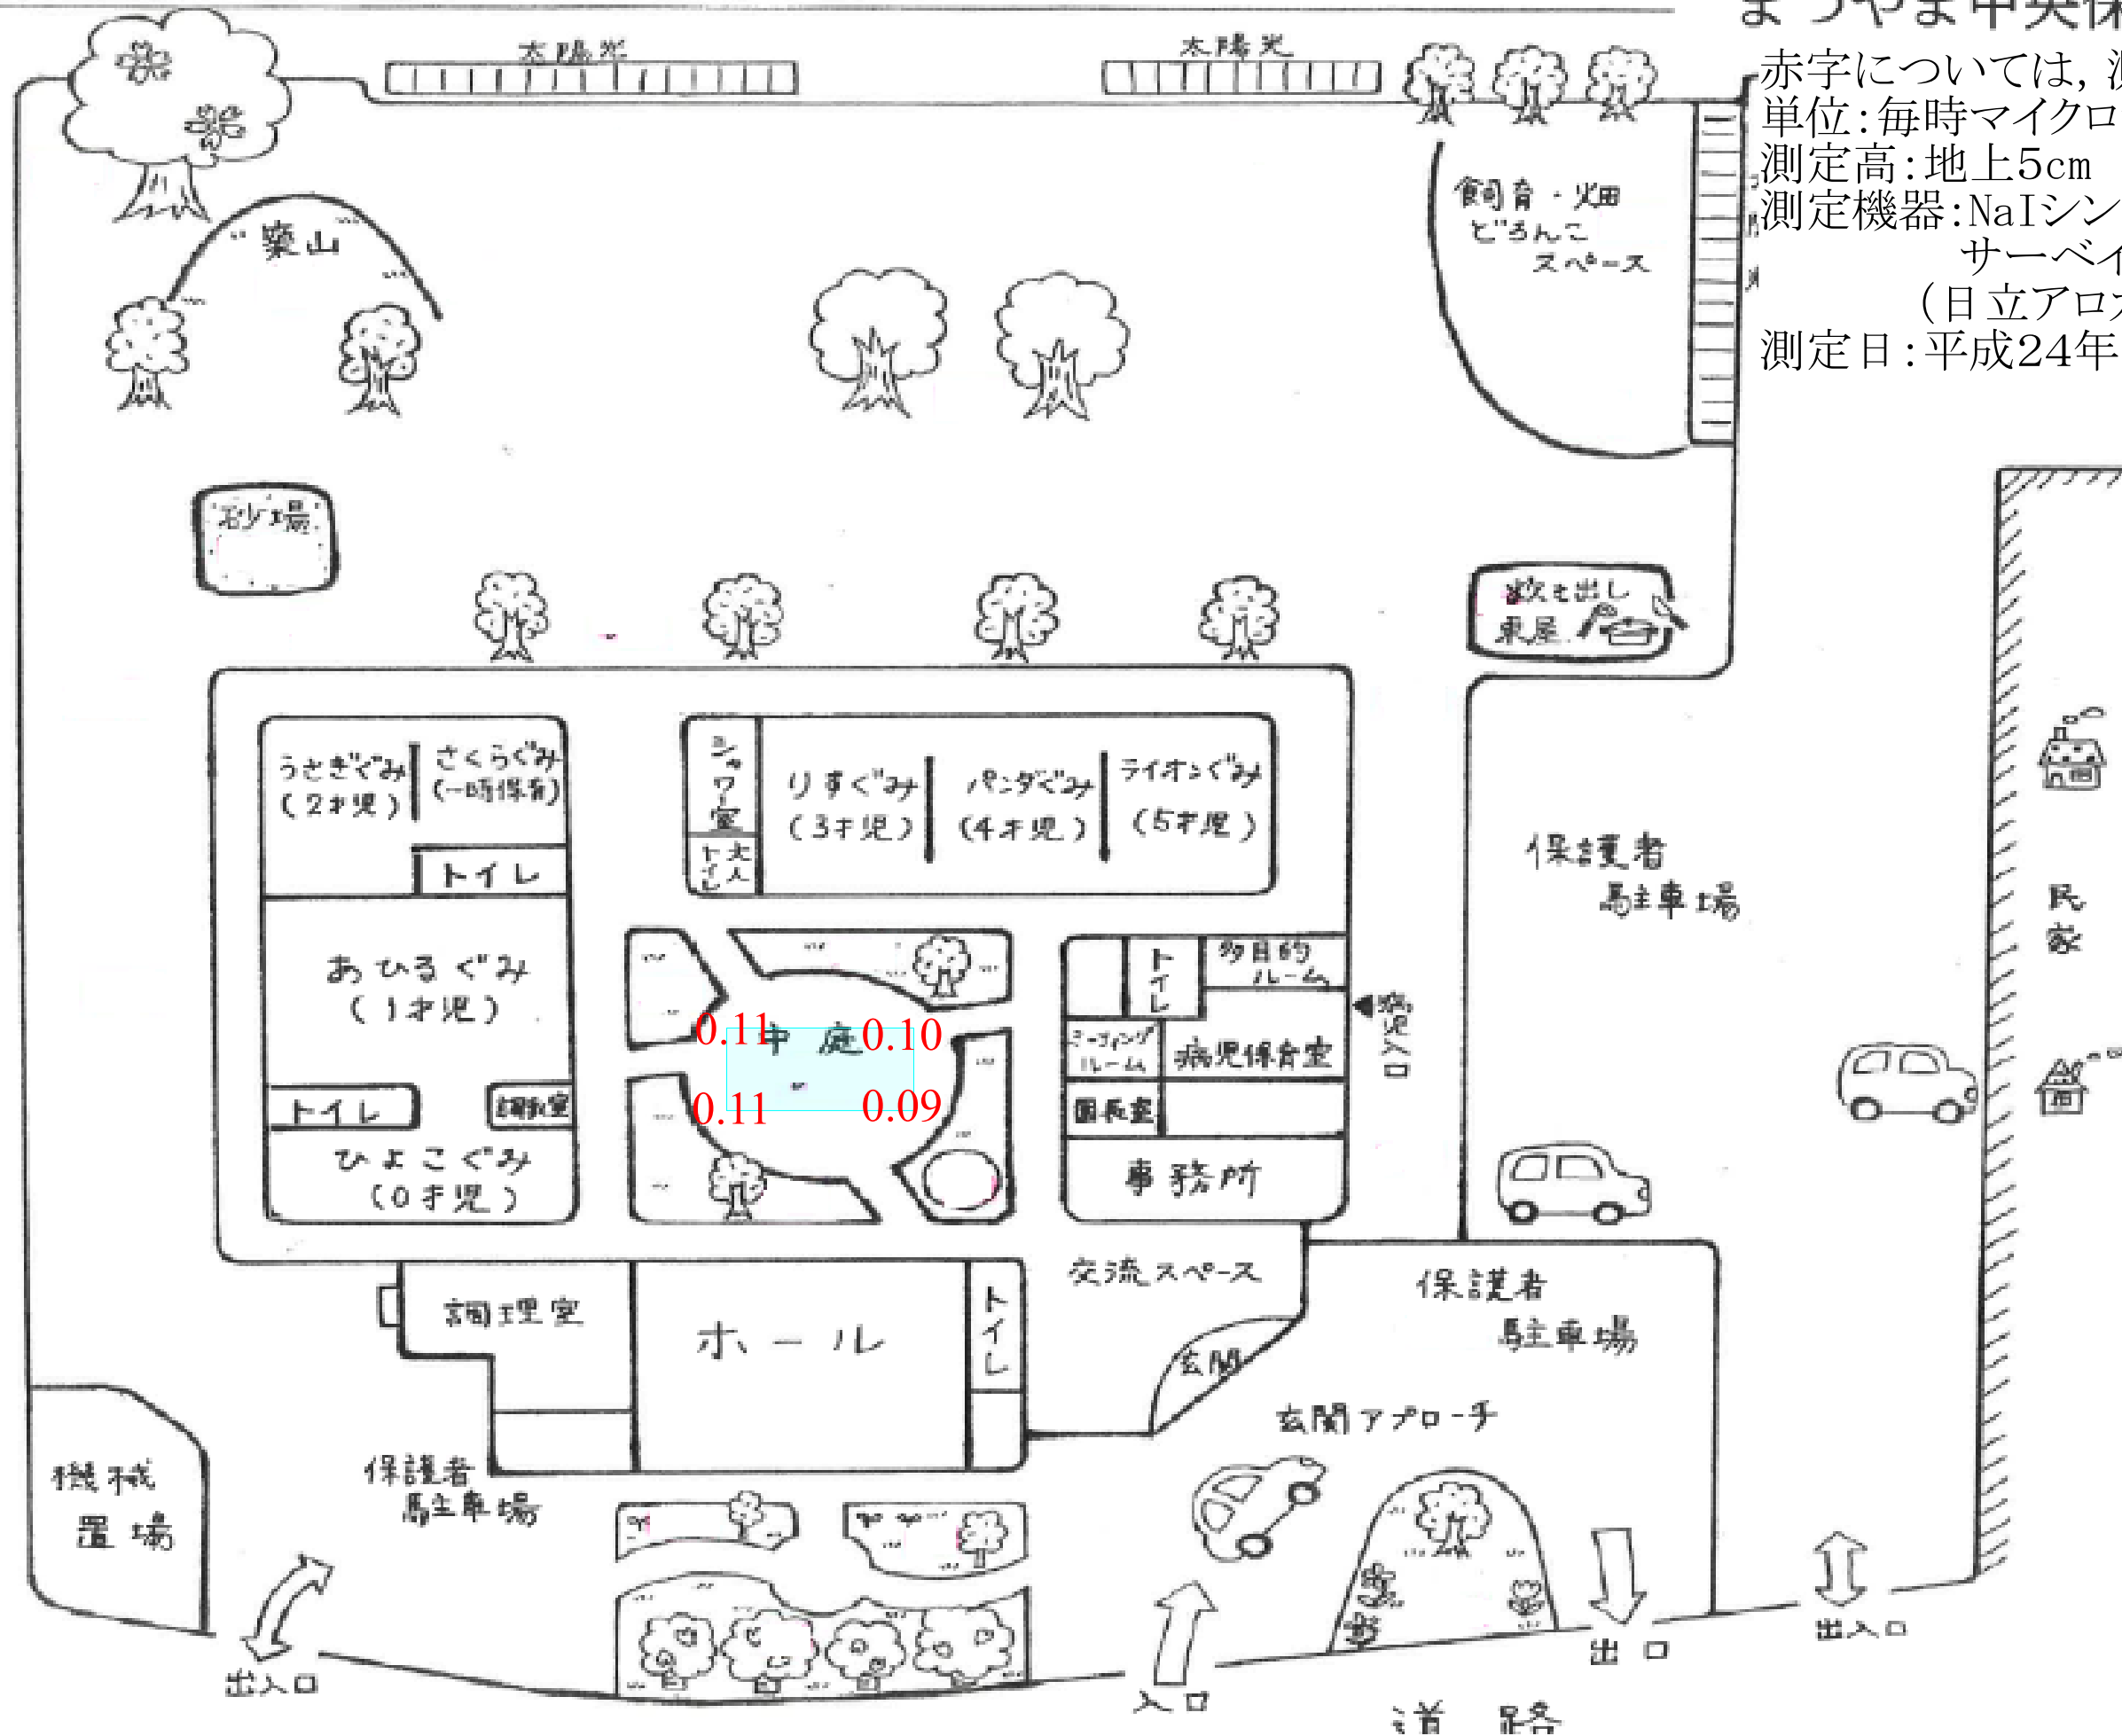 まつやま中央保
太陽光
太陽光
赤字については,測
単位:毎時マイクロ
測定高:地上5cm
測定機器:NaIシン
サーベイ
(日立アロカ
測定日:平成24年
築山
飼育・畑
どろんこ
スペース
砂場
炊き出し
東屋
うさぎぐみ
(2才児)
さくらぐみ
(一時保育)
トイレ
シャワー室
大人
トイレ
りすぐみ
(3才児)
パンダぐみ
(4才児)
ライオンぐみ
(5才児)
保護者
駐車場
民家
あひるぐみ
(1才児)
トイレ
多目的
ルーム
0.11
中庭
0.10
0.11
0.09
ミーティング
ルーム
病児保育室
園長室
事務所
トイレ
調乳室
ひよこぐみ
(0才児)
調理室
ホール
トイレ
交流スペース
玄関
保護者
駐車場
玄関アプローチ
機械
置場
保護者
駐車場
出入口
入口
出口
出入口
道路